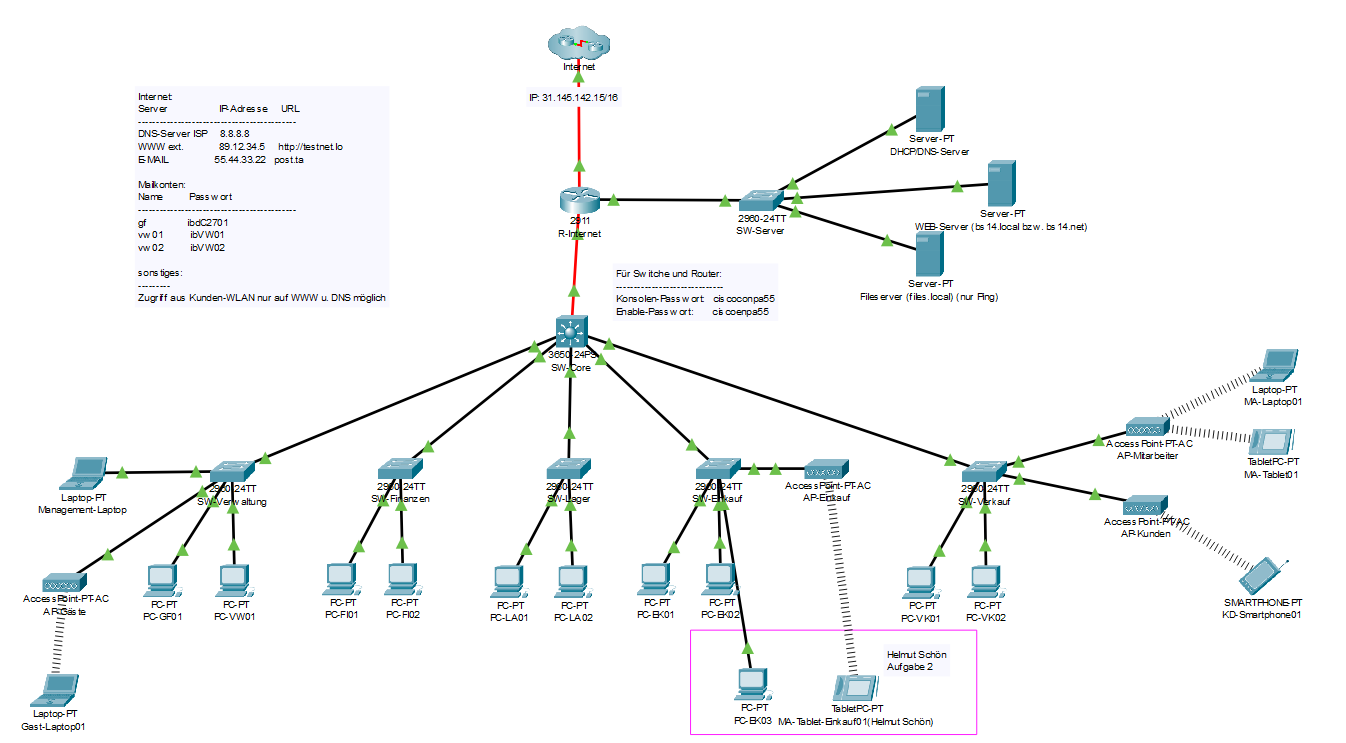 Internet
IP: 31.145.142.15/16
Internet:
Server IP-Adresse URL
DNS-Server ISP 8.8.8.8
WWW ext. 89.12.34.5 http://testnet.lo
E-MAIL 55.44.33.22 post.ta
Mailkonten:
Name Passwort
gf ibdC2701
vw01 ibVW01
vw02 ibVW02
sonstiges:
Zugriff aus Kunden-WLAN nur auf WWW u. DNS möglich
Server-PT
DHCP/DNS-Server
Server-PT
WEB-Server (bs14.local bzw. bs14.net)
Server-PT
Fileserver (files.local) (nur Ping)
2960-24TT
SW-Server
2911
R-Internet
Für Switche und Router:
Konsolen-Passwort: ciscoconpa55
Enable-Passwort: ciscoenpa55
3650-24PS
SW-Core
Laptop-PT
MA-Laptop01
Access Point-PT-AC
AP-Mitarbeiter
TabletPC-PT
MA-Tablet01
Laptop-PT
Management-Laptop
2960-24TT
SW-Verwaltung
2960-24TT
SW-Finanzen
2960-24TT
SW-Lager
2960-24TT
SW-Einkauf
Access Point-PT-AC
AP-Einkauf
2960-24TT
SW-Verkauf
Access Point-PT-AC
AP-Kunden
Access Point-PT-AC
AP-Gäste
PC-PT
PC-GF01
PC-PT
PC-VW01
PC-PT
PC-FI01
PC-PT
PC-FI02
PC-PT
PC-LA01
PC-PT
PC-LA02
PC-PT
PC-EK01
PC-PT
PC-EK02
PC-PT
PC-VK01
PC-PT
PC-VK02
SMARTPHONE-PT
KD-Smartphone01
Helmut Schön
Aufgabe 2
Laptop-PT
Gast-Laptop01
PC-PT
PC-EK03
TabletPC-PT
MA-Tablet-Einkauf01(Helmut Schön)